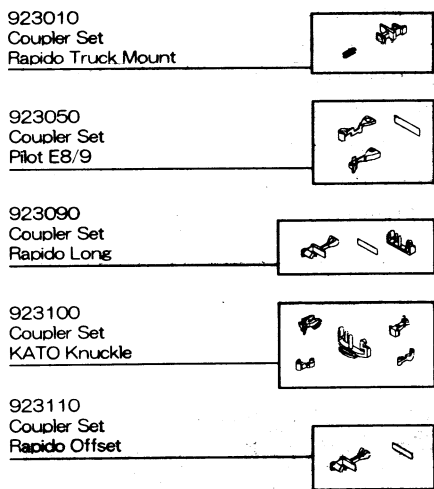 923010
Coupler Set
Rapido Truck Mount
923050
Coupler Set
Pilot E8/9
923090
Coupler Set
Rapido Long
923100
Coupler Set
KATO Knuckle
923110
Coupler Set
Rapido Offset